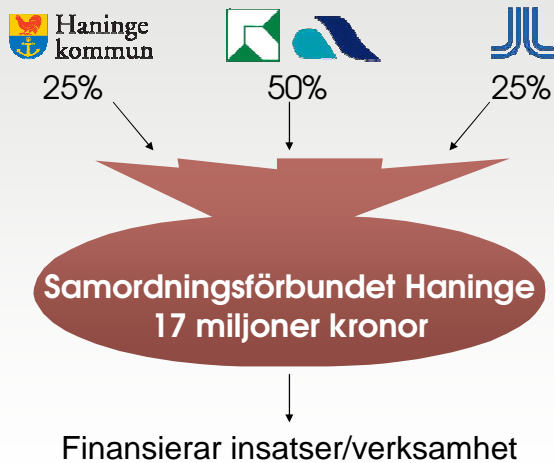 Haninge
kommun
25%
50%
25%
Samordningsförbundet Haninge
17 miljoner kronor
Finansierar insatser/verksamhet